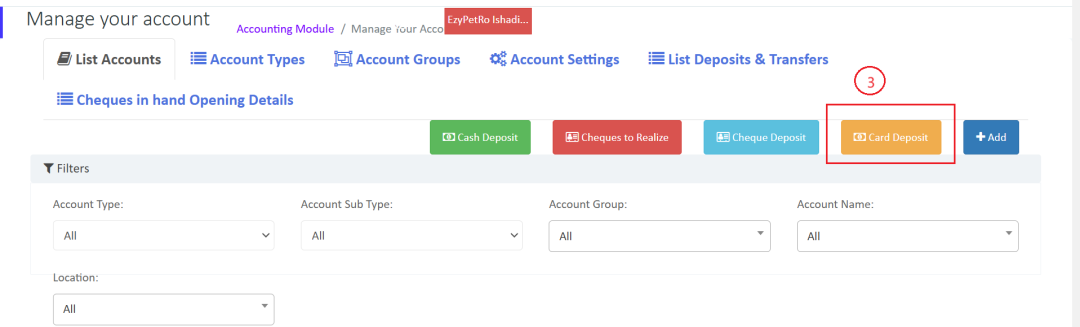 Manage your account
Accounting Module / Manage Your Acco
EzyPetRo Ishadi...
List Accounts
Account Types
Account Groups
Account Settings
List Deposits & Transfers
Cheques in hand Opening Details
3
Cash Deposit
Cheques to Realize
Cheque Deposit
Card Deposit
Add
Filters
Account Type:
Account Sub Type:
Account Group:
Account Name:
All
All
All
All
Location:
All